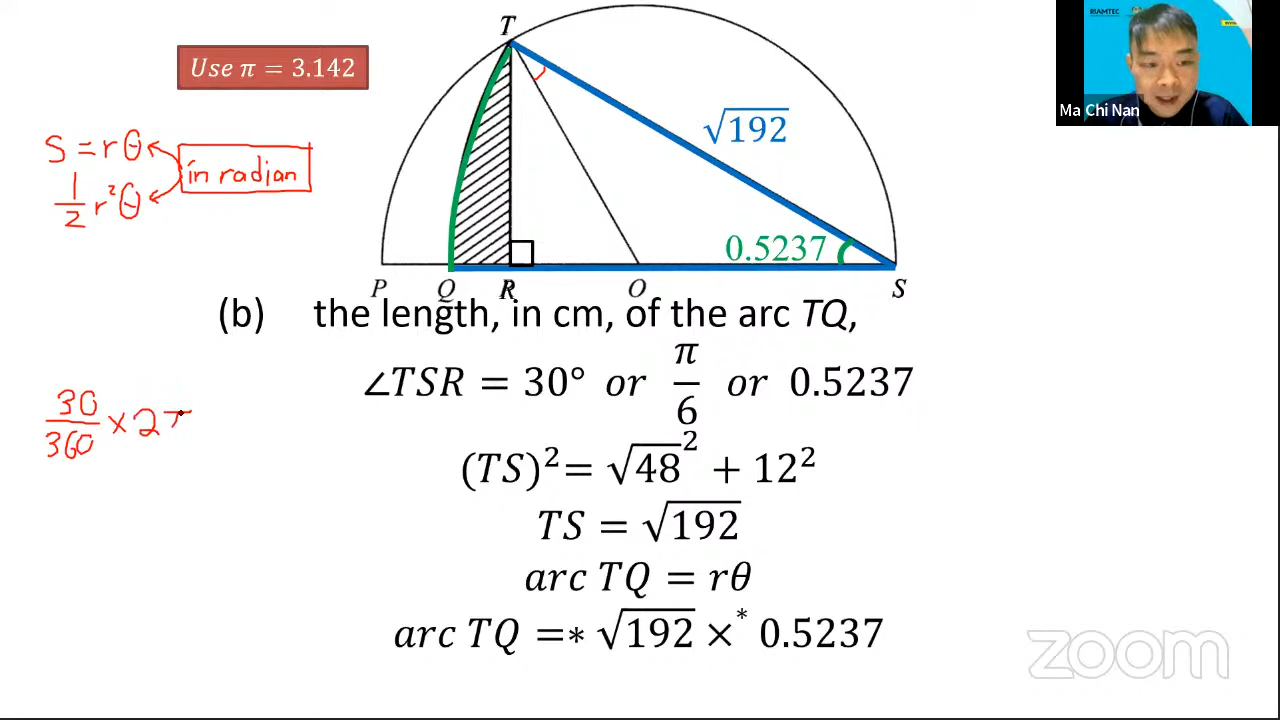 T
Use π = 3.142
RIAMTEC
Ma Chi Nan
√192
S = rθ
1/2 r²θ
in radian
0.5237
P Q R O S
(b) the length, in cm, of the arc TQ,
∠TSR = 30° or π/6 or 0.5237
30/360 × 2π
(TS)² = √48² + 12²
TS = √192
arc TQ = rθ
arc TQ =* √192 ×* 0.5237
zoom